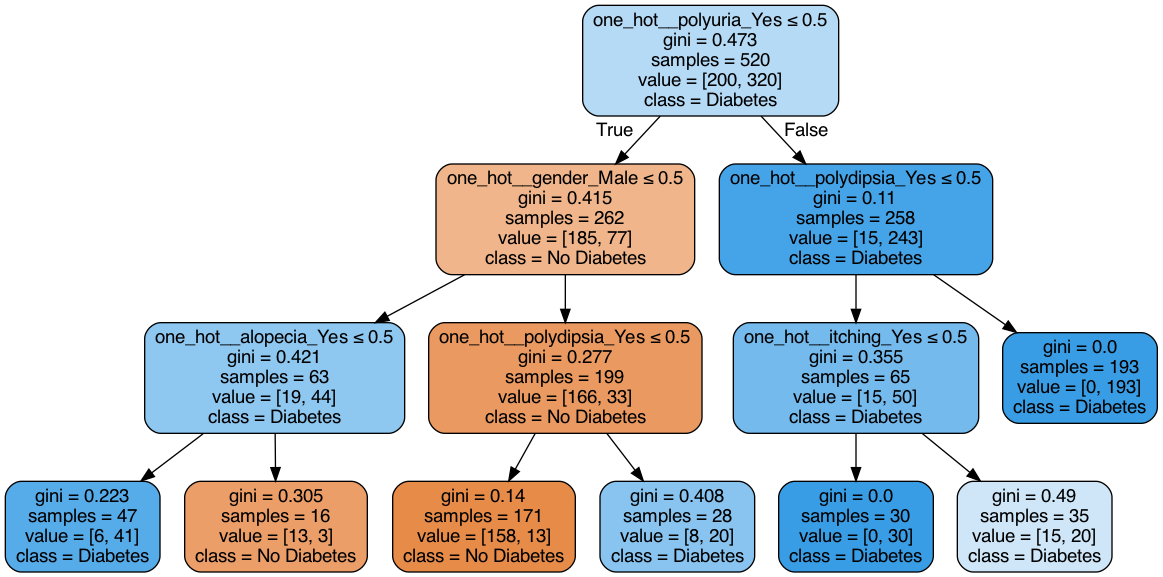 one_hot__polyuria_Yes ≤ 0.5
gini = 0.473
samples = 520
value = [200, 320]
class = Diabetes
True
False
one_hot__gender_Male ≤ 0.5
gini = 0.415
samples = 262
value = [185, 77]
class = No Diabetes
one_hot__polydipsia_Yes ≤ 0.5
gini = 0.11
samples = 258
value = [15, 243]
class = Diabetes
one_hot__alopecia_Yes ≤ 0.5
gini = 0.421
samples = 63
value = [19, 44]
class = Diabetes
one_hot__polydipsia_Yes ≤ 0.5
gini = 0.277
samples = 199
value = [166, 33]
class = No Diabetes
one_hot__itching_Yes ≤ 0.5
gini = 0.355
samples = 65
value = [15, 50]
class = Diabetes
gini = 0.0
samples = 193
value = [0, 193]
class = Diabetes
gini = 0.223
samples = 47
value = [6, 41]
class = Diabetes
gini = 0.305
samples = 16
value = [13, 3]
class = No Diabetes
gini = 0.14
samples = 171
value = [158, 13]
class = No Diabetes
gini = 0.408
samples = 28
value = [8, 20]
class = Diabetes
gini = 0.0
samples = 30
value = [0, 30]
class = Diabetes
gini = 0.49
samples = 35
value = [15, 20]
class = Diabetes